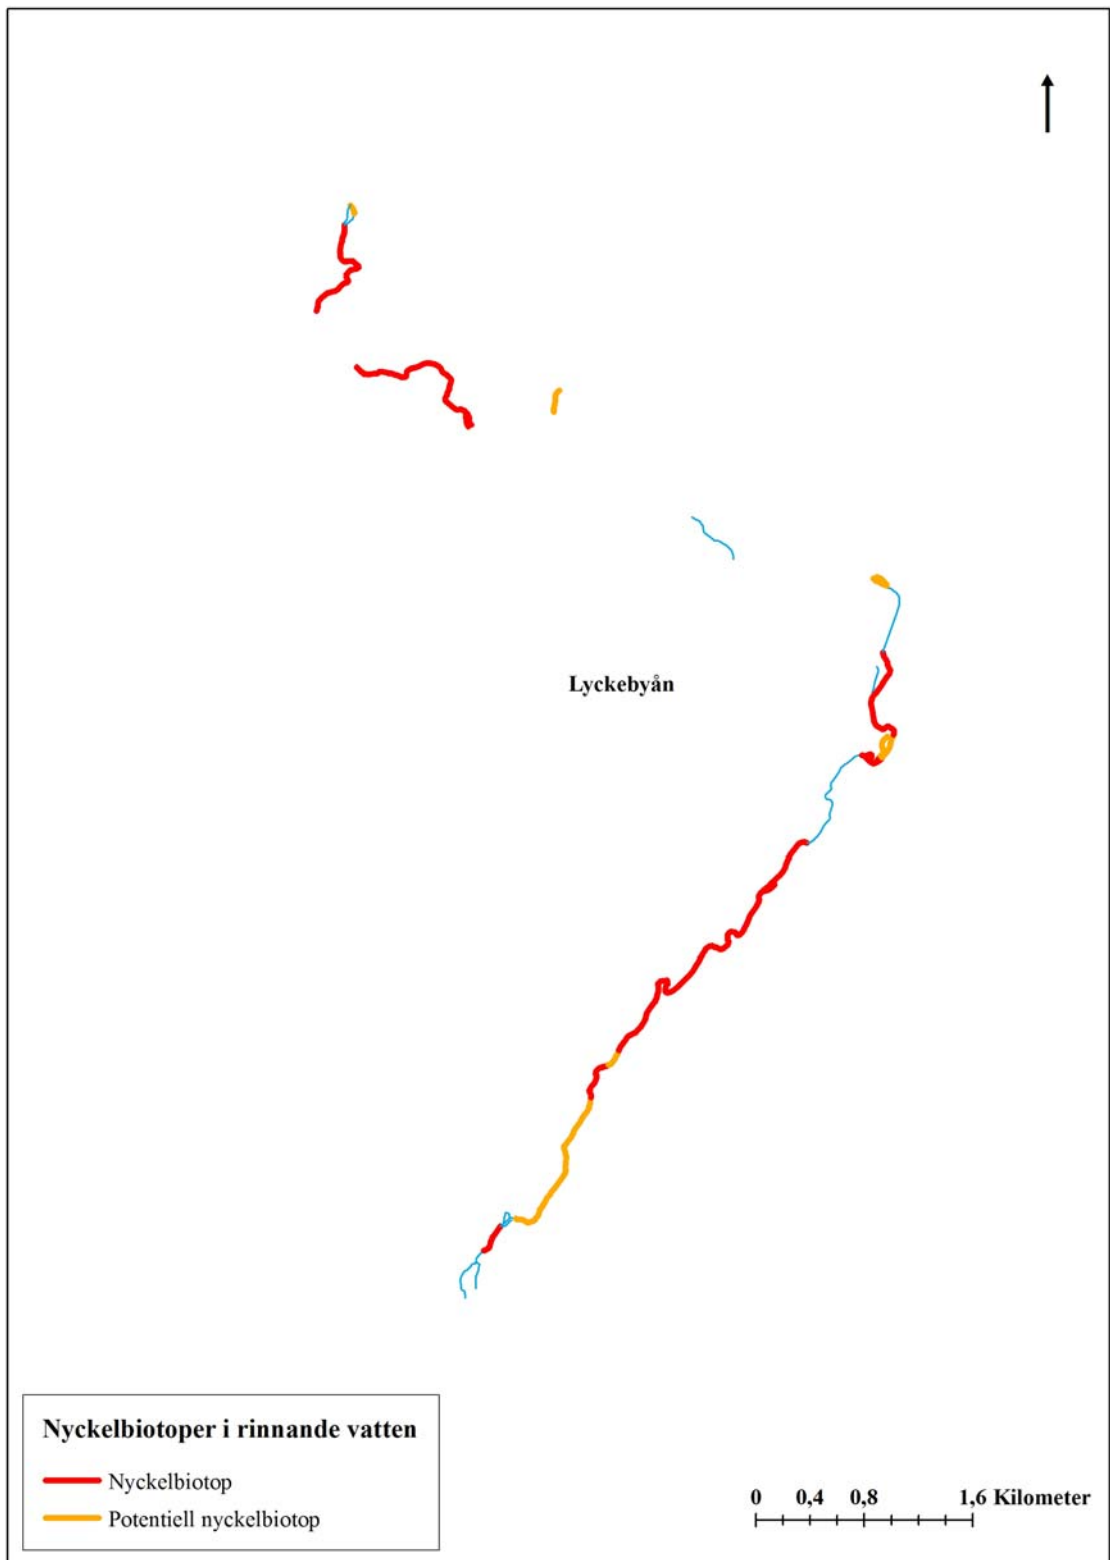 Lyckebyån
Nyckelbiotoper i rinnande vatten
Nyckelbiotop
Potentiell nyckelbiotop
0 0,4 0,8 1,6 Kilometer